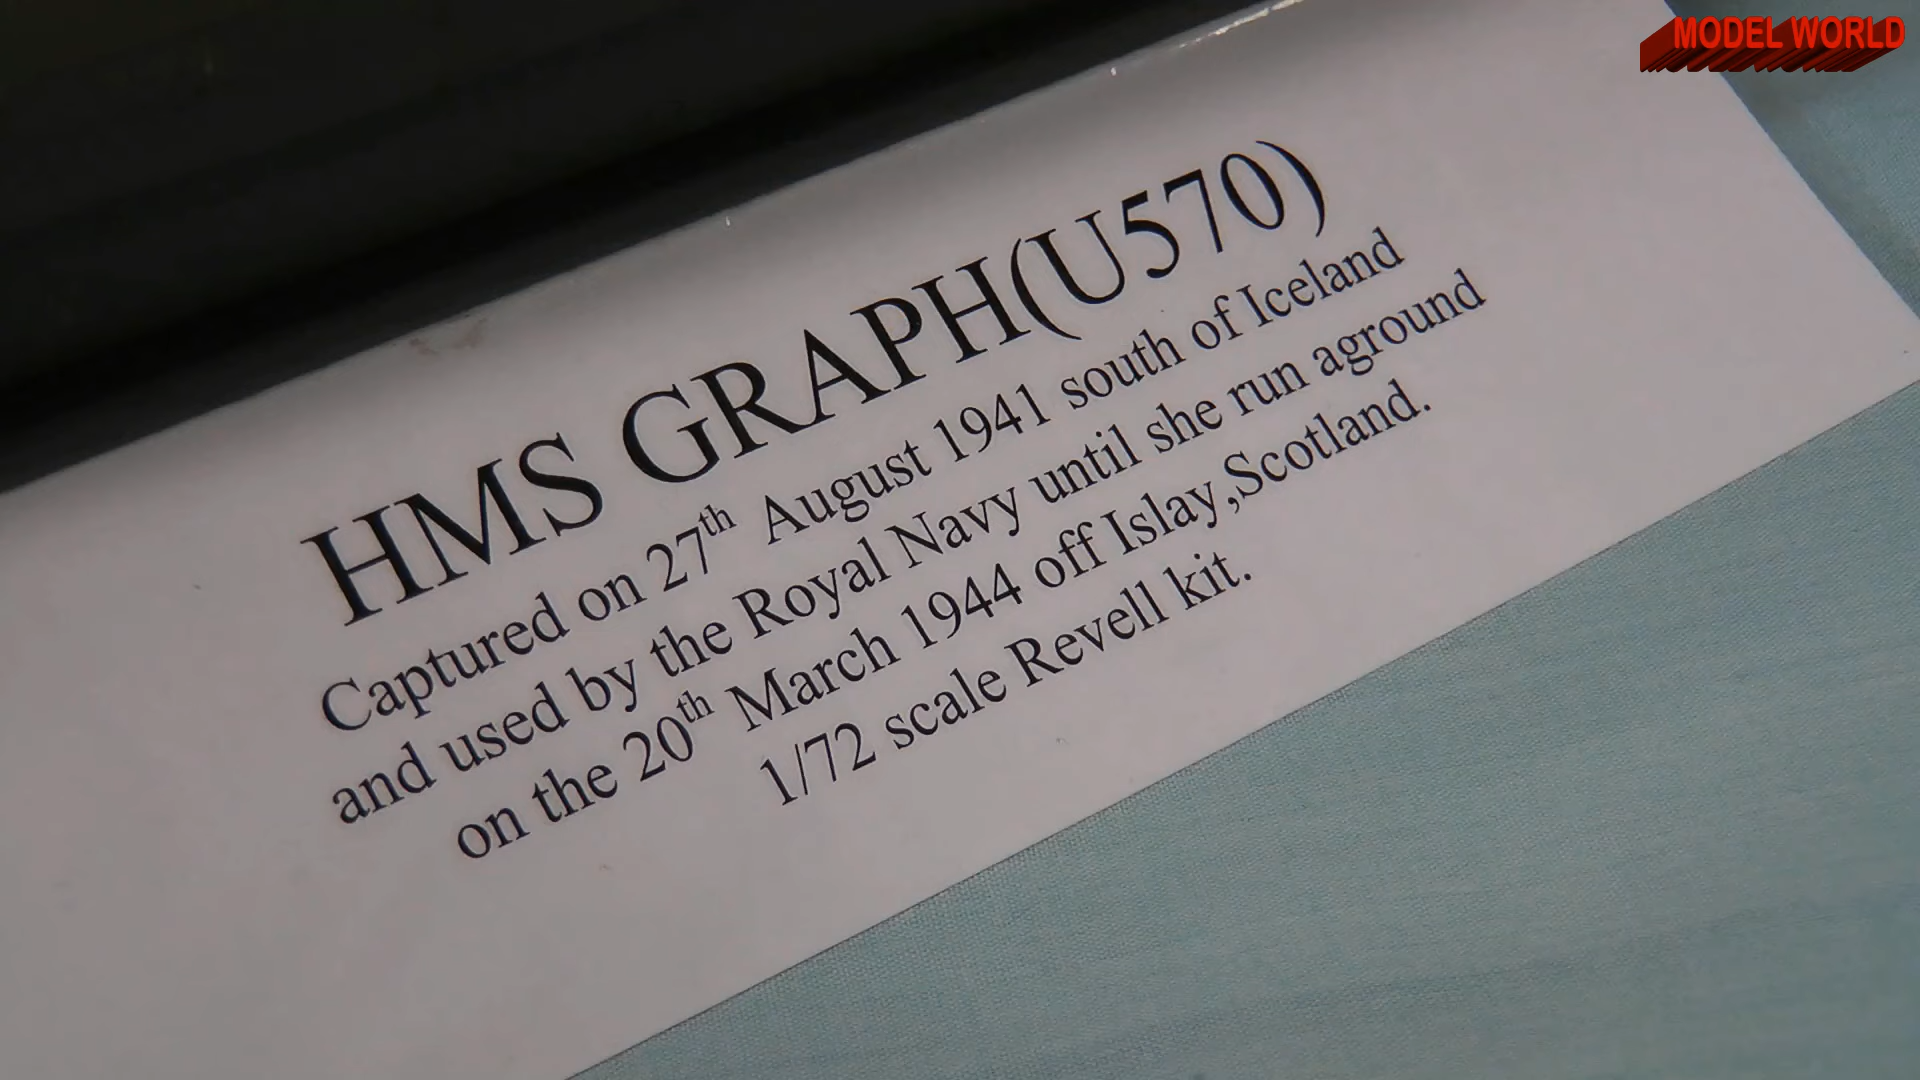 MODEL WORLD
HMS GRAPH(U570)
Captured on 27th August 1941 south of Iceland
and used by the Royal Navy until she run aground
on the 20th March 1944 off Islay,Scotland.
1/72 scale Revell kit.